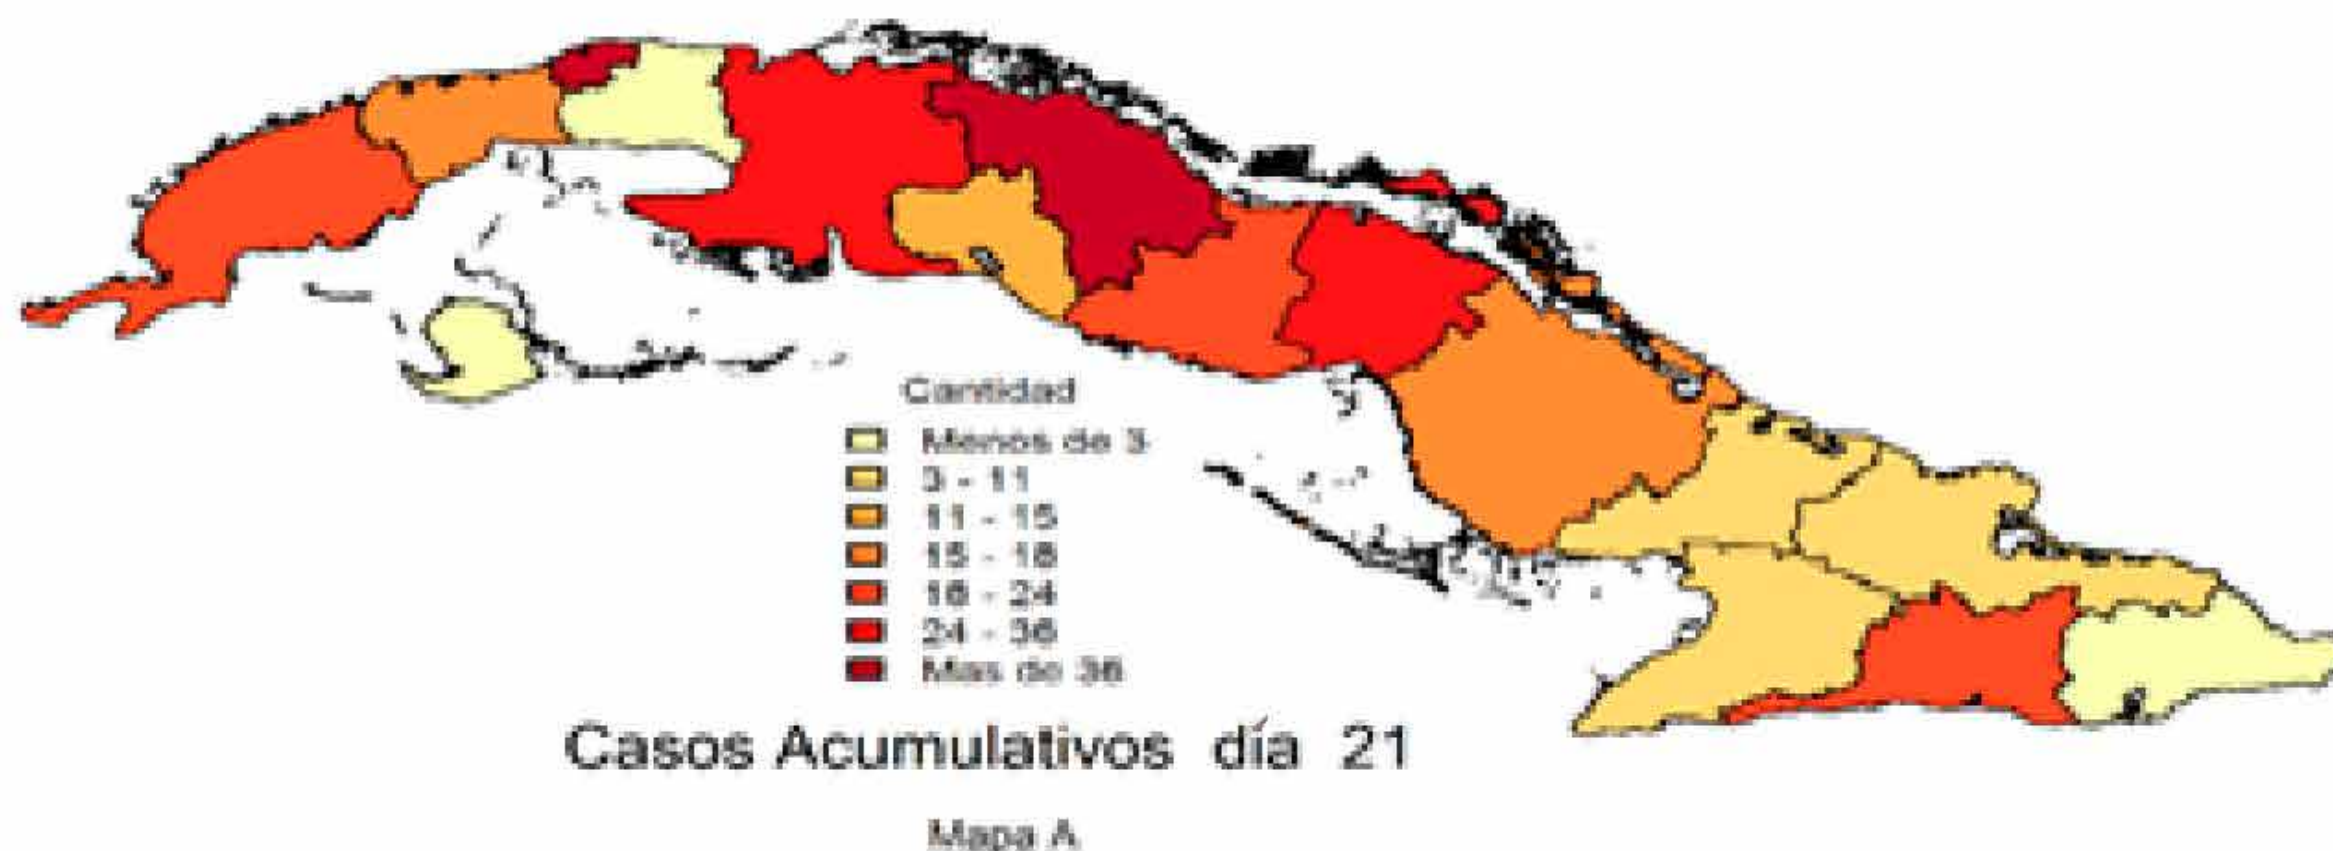 Cantidad
Menos de 3
3 - 11
11 - 15
15 - 18
18 - 24
24 - 36
Mas de 36
Casos Acumulativos día 21
Mapa A